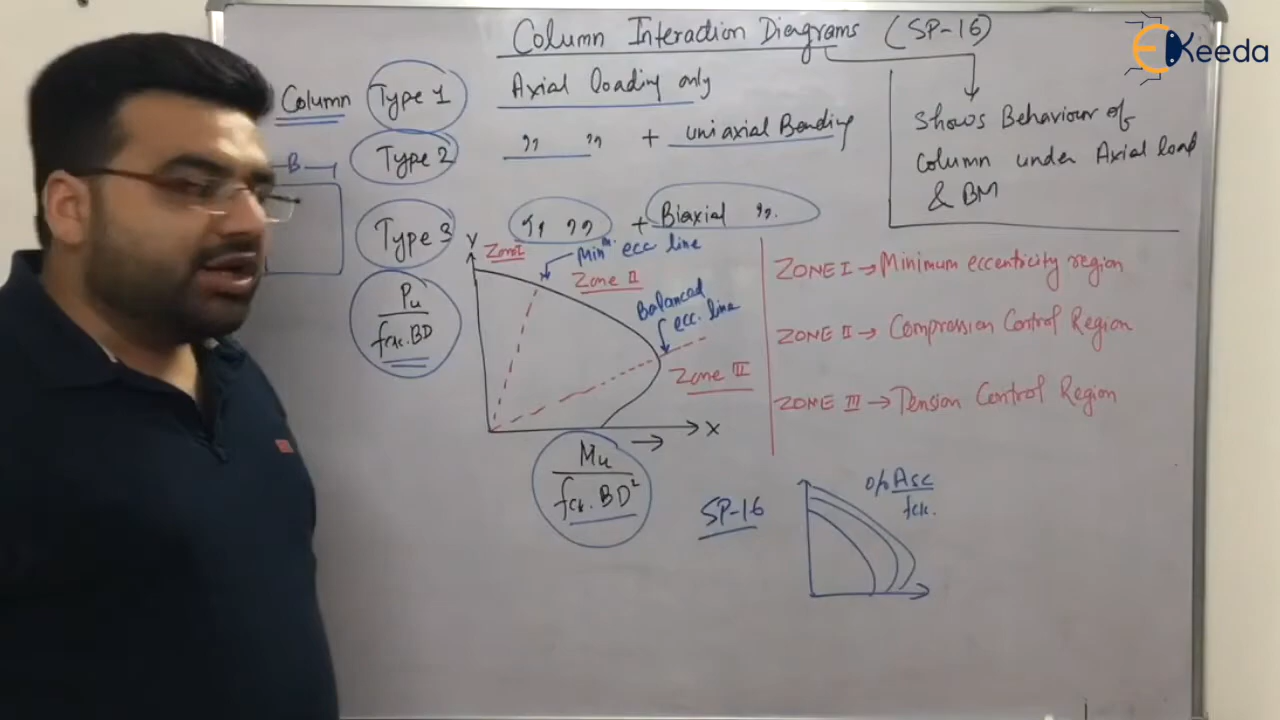 Column Interaction Diagrams (SP-16)
EKeeda
Column Type 1 Axial loading only
Type 2 ,, ,, + uniaxial Bending
Type 3 ,, ,, + Biaxial ,,.
Shows Behaviour of
Column under Axial load
& BM
B
Pu
fck.BD
Y
Zone I
Minm. ecc line
Zone II
Balanced
ecc. line
Zone III
X
Mu
fck.BD²
ZONE I → Minimum eccentricity region
ZONE II → Compression Control Region
ZONE III → Tension Control Region
SP-16
% Asc
fck.